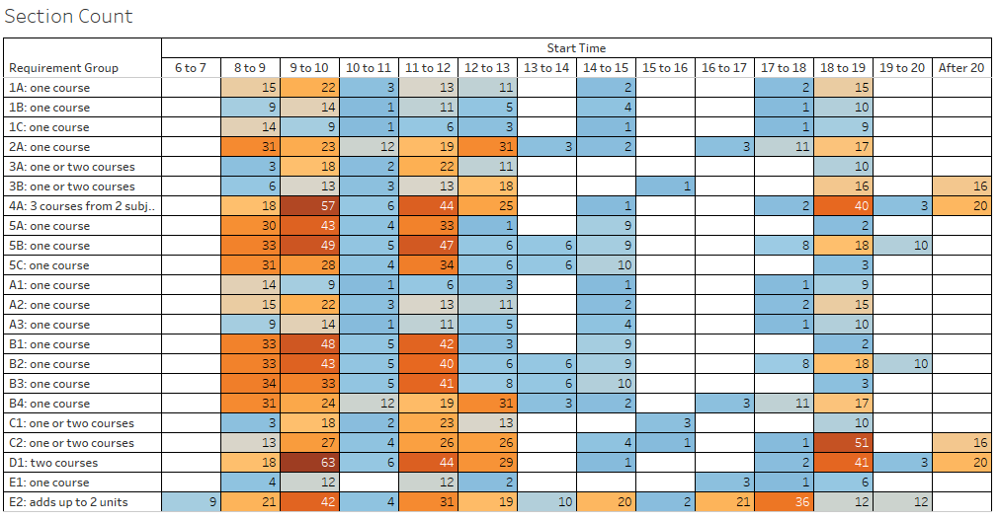 Section Count
Start Time
Requirement Group 6 to 7 8 to 9 9 to 10 10 to 11 11 to 12 12 to 13 13 to 14 14 to 15 15 to 16 16 to 17 17 to 18 18 to 19 19 to 20 After 20
1A: one course 15 22 3 13 11 2 2 15
1B: one course 9 14 1 11 5 4 1 10
1C: one course 14 9 1 6 3 1 1 9
2A: one course 31 23 12 19 31 3 2 3 11 17
3A: one or two courses 3 18 2 22 11 10
3B: one or two courses 6 13 3 13 18 1 16 16
4A: 3 courses from 2 subj.. 18 57 6 44 25 1 2 40 3 20
5A: one course 30 43 4 33 1 9 2
5B: one course 33 49 5 47 6 6 9 8 18 10
5C: one course 31 28 4 34 6 6 10 3
A1: one course 14 9 1 6 3 1 1 9
A2: one course 15 22 3 13 11 2 2 15
A3: one course 9 14 1 11 5 4 1 10
B1: one course 33 48 5 42 3 9 2
B2: one course 33 43 5 40 6 6 9 8 18 10
B3: one course 34 33 5 41 8 6 10 3
B4: one course 31 24 12 19 31 3 2 3 11 17
C1: one or two courses 3 18 2 23 13 3 10
C2: one or two courses 13 27 4 26 26 4 1 1 51 16
D1: two courses 18 63 6 44 29 1 2 41 3 20
E1: one course 4 12 12 2 3 1 6
E2: adds up to 2 units 9 21 42 4 31 19 10 20 2 21 36 12 12